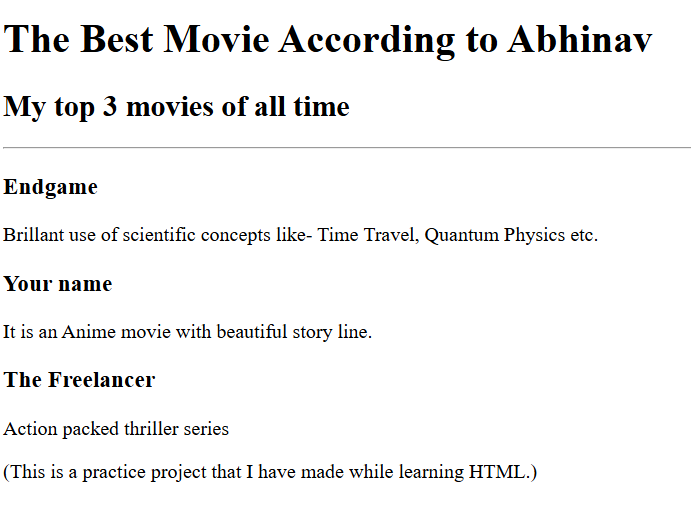 The Best Movie According to Abhinav
My top 3 movies of all time
Endgame
Brillant use of scientific concepts like- Time Travel, Quantum Physics etc.
Your name
It is an Anime movie with beautiful story line.
The Freelancer
Action packed thriller series
(This is a practice project that I have made while learning HTML.)